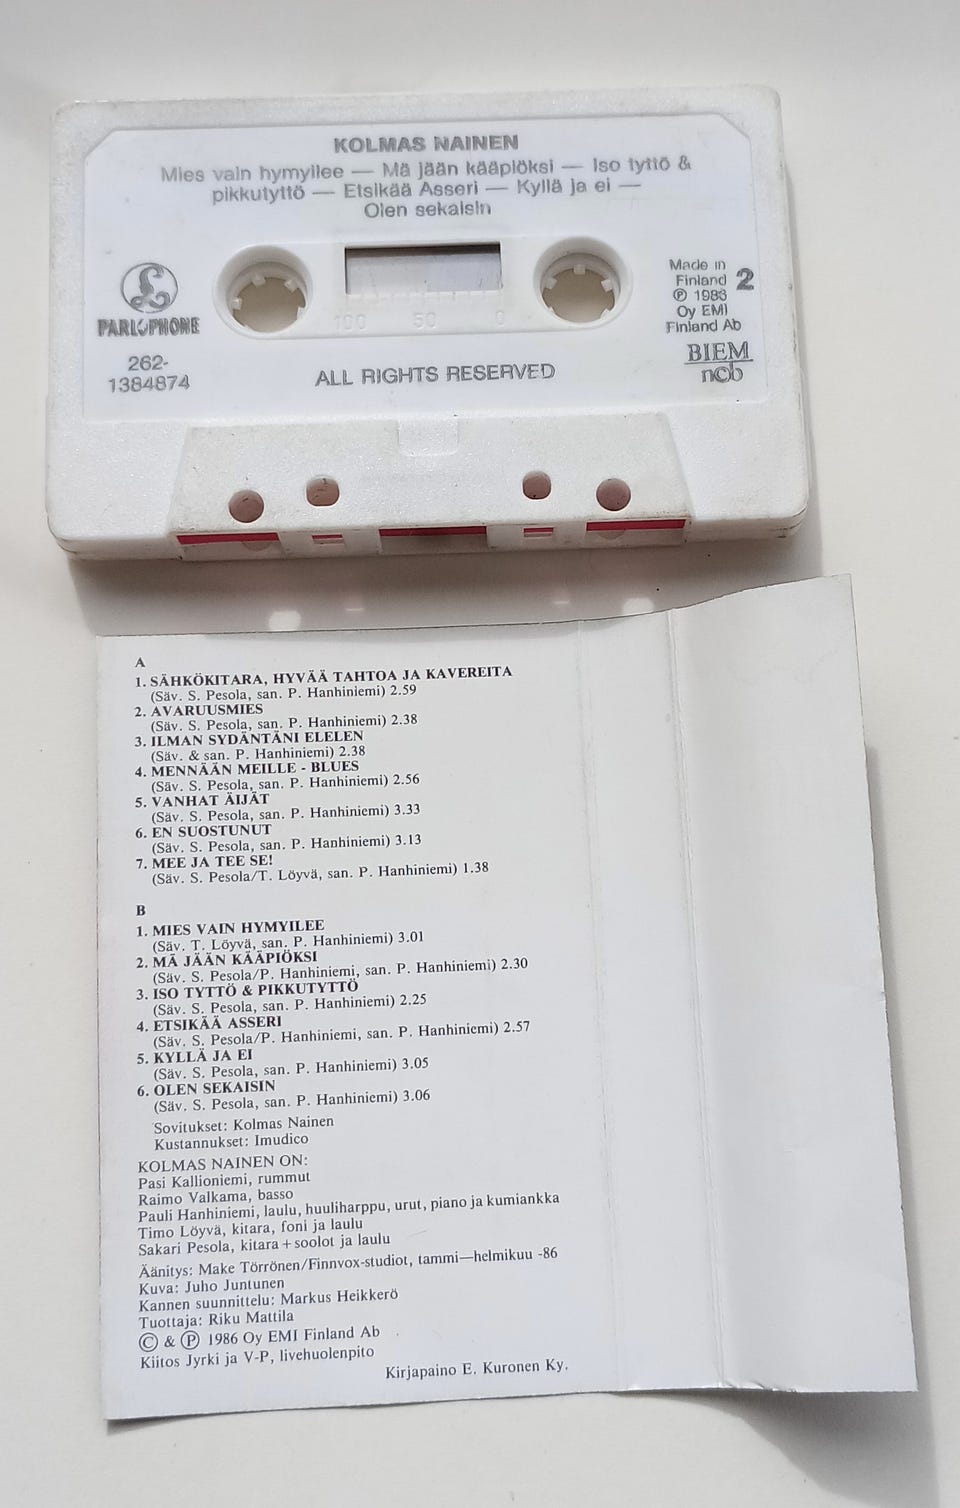 KOLMAS NAINEN
Mies vain hymyilee — Mä jään kääpiöksi — Iso tyttö &
pikkutyttö — Etsikää Asseri — Kyllä ja ei —
Olen sekaisin
PARLOPHONE
262-
1384874
100 50 0
ALL RIGHTS RESERVED
Made in
Finland 2
℗ 1986
Oy EMI
Finland Ab
BIEM
ncb
A
1. SÄHKÖKITARA, HYVÄÄ TAHTOA JA KAVEREITA
(Säv. S. Pesola, san. P. Hanhiniemi) 2.59
2. AVARUUSMIES
(Säv. S. Pesola, san. P. Hanhiniemi) 2.38
3. ILMAN SYDÄNTÄNI ELELEN
(Säv. & san. P. Hanhiniemi) 2.38
4. MENNÄÄN MEILLE - BLUES
(Säv. S. Pesola, san. P. Hanhiniemi) 2.56
5. VANHAT ÄIJÄT
(Säv. S. Pesola, san. P. Hanhiniemi) 3.33
6. EN SUOSTUNUT
(Säv. S. Pesola, san. P. Hanhiniemi) 3.13
7. MEE JA TEE SE!
(Säv. S. Pesola/T. Löyvä, san. P. Hanhiniemi) 1.38
B
1. MIES VAIN HYMYILEE
(Säv. T. Löyvä, san. P. Hanhiniemi) 3.01
2. MÄ JÄÄN KÄÄPIÖKSI
(Säv. S. Pesola/P. Hanhiniemi, san. P. Hanhiniemi) 2.30
3. ISO TYTTÖ & PIKKUTYTTÖ
(Säv. S. Pesola, san. P. Hanhiniemi) 2.25
4. ETSIKÄÄ ASSERI
(Säv. S. Pesola/P. Hanhiniemi, san. P. Hanhiniemi) 2.57
5. KYLLÄ JA EI
(Säv. S. Pesola, san. P. Hanhiniemi) 3.05
6. OLEN SEKAISIN
(Säv. S. Pesola, san. P. Hanhiniemi) 3.06
Sovitukset: Kolmas Nainen
Kustannukset: Imudico
KOLMAS NAINEN ON:
Pasi Kallioniemi, rummut
Raimo Valkama, basso
Pauli Hanhiniemi, laulu, huuliharppu, urut, piano ja kumiankka
Timo Löyvä, kitara, foni ja laulu
Sakari Pesola, kitara + soolot ja laulu
Äänitys: Make Törrönen/Finnvox-studiot, tammi—helmikuu -86
Kuva: Juho Juntunen
Kannen suunnittelu: Markus Heikkerö
Tuottaja: Riku Mattila
© & ℗ 1986 Oy EMI Finland Ab
Kiitos Jyrki ja V-P, livehuolenpito
Kirjapaino E. Kuronen Ky.